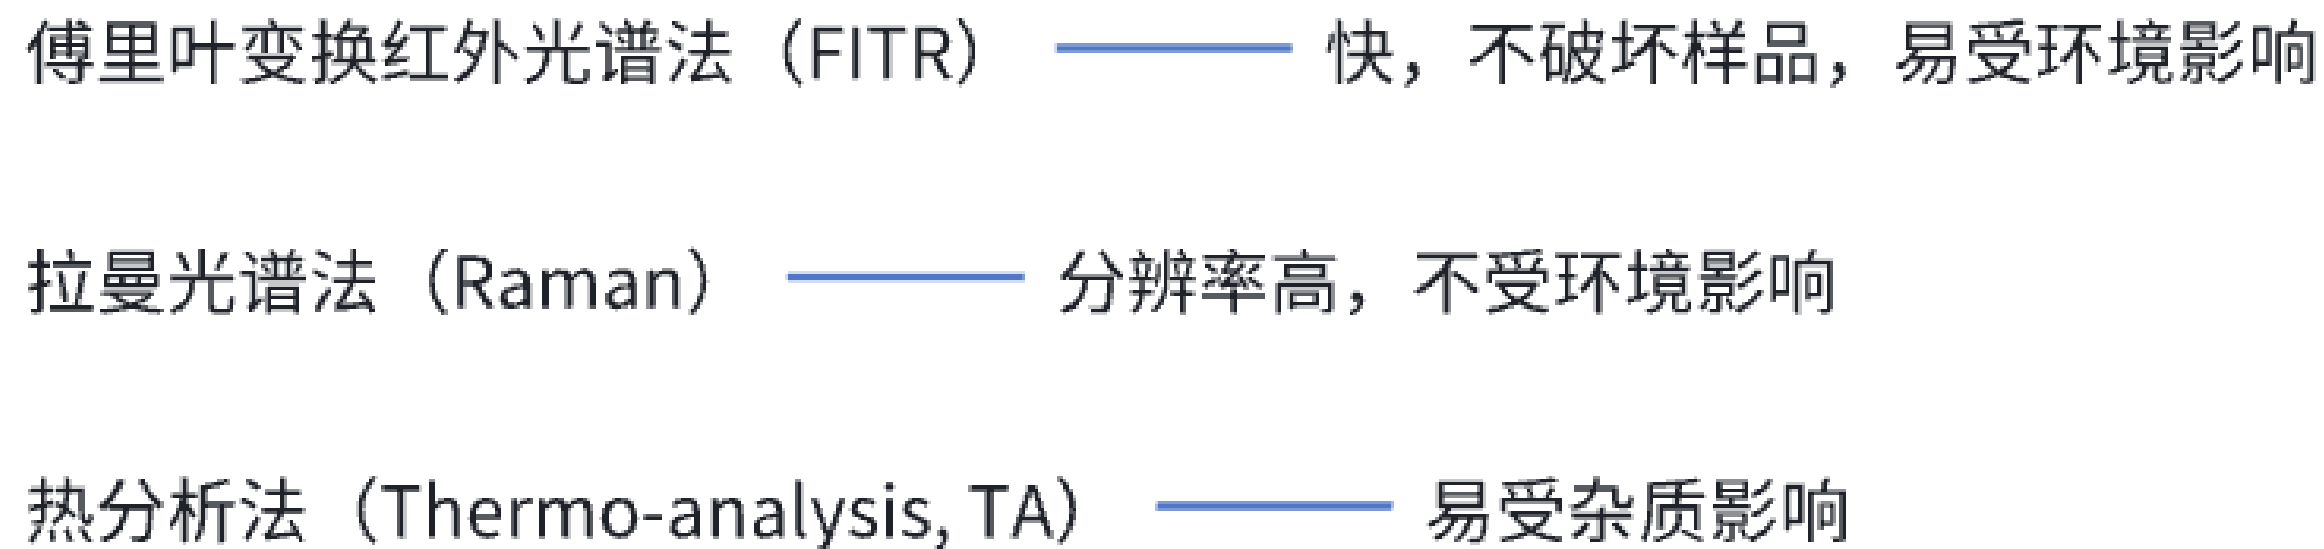 傅里叶变换红外光谱法（FITR） 快，不破坏样品，易受环境影响
拉曼光谱法（Raman） 分辨率高，不受环境影响
热分析法（Thermo-analysis, TA） 易受杂质影响